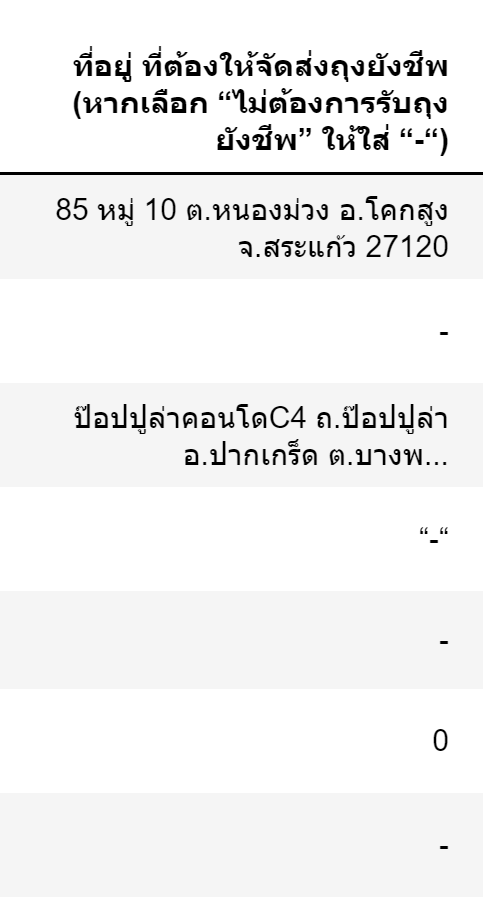 ที่อยู่ ที่ต้องให้จัดส่งถุงยังชีพ
(หากเลือก “ไม่ต้องการรับถุง
ยังชีพ” ให้ใส่ “-“)
85 หมู่ 10 ต.หนองม่วง อ.โคกสูง
จ.สระแก้ว 27120
-
ป๊อปปูล่าคอนโดC4 ถ.ป๊อปปูล่า
อ.ปากเกร็ด ต.บางพ...
“-“
-
0
-